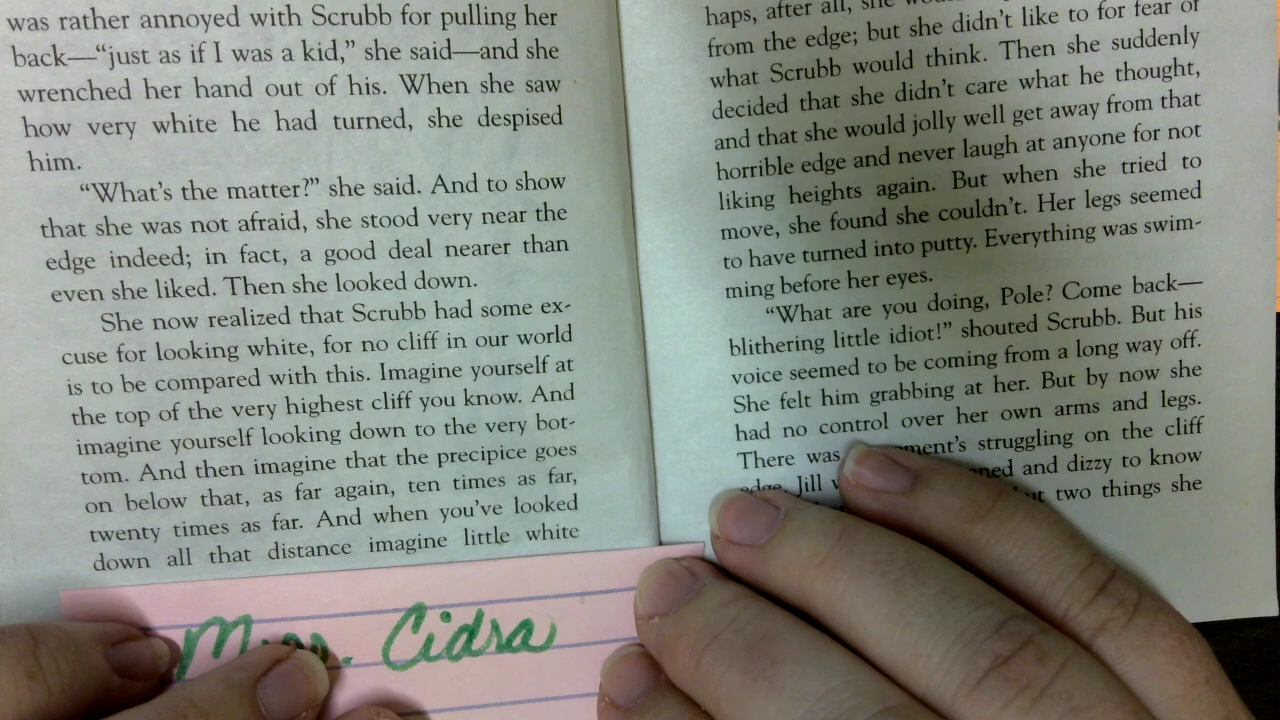 was rather annoyed with Scrubb for pulling her
back—“just as if I was a kid,” she said—and she
wrenched her hand out of his. When she saw
how very white he had turned, she despised
him.
“What’s the matter?” she said. And to show
that she was not afraid, she stood very near the
edge indeed; in fact, a good deal nearer than
even she liked. Then she looked down.
She now realized that Scrubb had some ex-
cuse for looking white, for no cliff in our world
is to be compared with this. Imagine yourself at
the top of the very highest cliff you know. And
imagine yourself looking down to the very bot-
tom. And then imagine that the precipice goes
on below that, as far again, ten times as far,
twenty times as far. And when you’ve looked
down all that distance imagine little white
haps, after all, she
from the edge; but she didn’t like to for fear of
what Scrubb would think. Then she suddenly
decided that she didn’t care what he thought,
and that she would jolly well get away from that
horrible edge and never laugh at anyone for not
liking heights again. But when she tried to
move, she found she couldn’t. Her legs seemed
to have turned into putty. Everything was swim-
ming before her eyes.
“What are you doing, Pole? Come back—
blithering little idiot!” shouted Scrubb. But his
voice seemed to be coming from a long way off.
She felt him grabbing at her. But by now she
had no control over her own arms and legs.
There was struggling on the cliff
edge. Jill and dizzy to know
two things she
Cidra